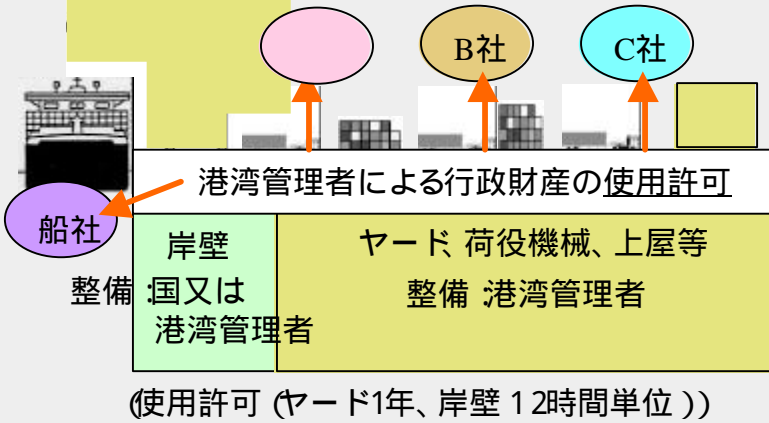 B社
C社
港湾管理者による行政財産の使用許可
船社
岸壁
ヤード、荷役機械、上屋等
整備：国又は
港湾管理者
整備：港湾管理者
(使用許可(ヤード1年、岸壁12時間単位))